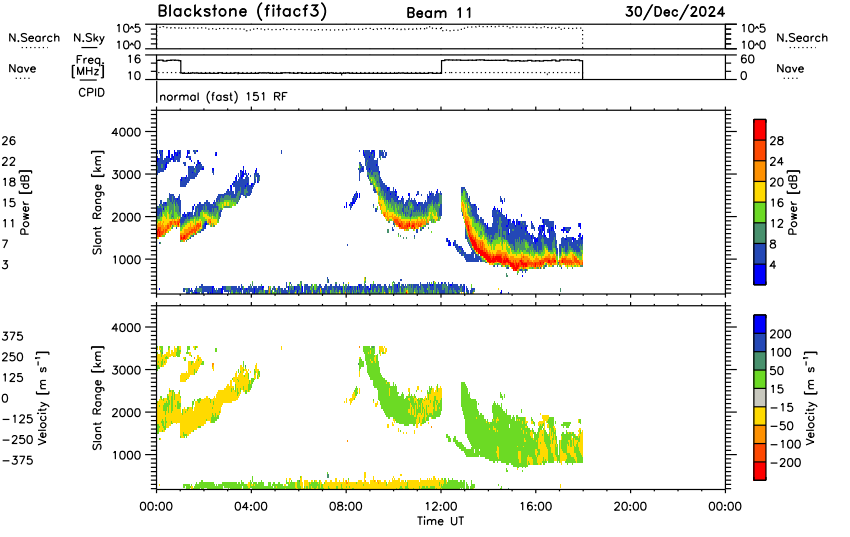 Blackstone (fitacf3) Beam 11 30/Dec/2024
N.Search N.Sky 10^5 10^0 10^5 10^0 N.Search
Nave Freq. [MHz] 16 10 60 0 Nave
CPID normal (fast) 151 RF
26 22 18 15 11 7 3
Power [dB]
Slant Range [km]
4000
3000
2000
1000
28
24
20
16
12
8
4
Power [dB]
375
250
125
0
-125
-250
-375
Velocity [m s⁻¹]
Slant Range [km]
4000
3000
2000
1000
200
100
50
15
-15
-50
-100
-200
Velocity [m s⁻¹]
00:00 04:00 08:00 12:00 16:00 20:00 00:00
Time UT